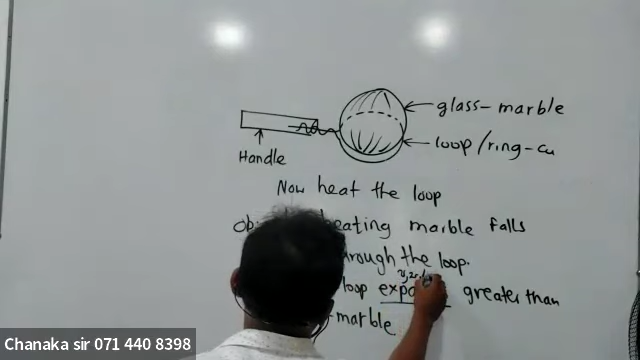 glass-marble
Handle
loop/ring-cu
Now heat the loop
heating marble falls
through the loop.
loop greater than
marble
Chanaka sir 071 440 8398